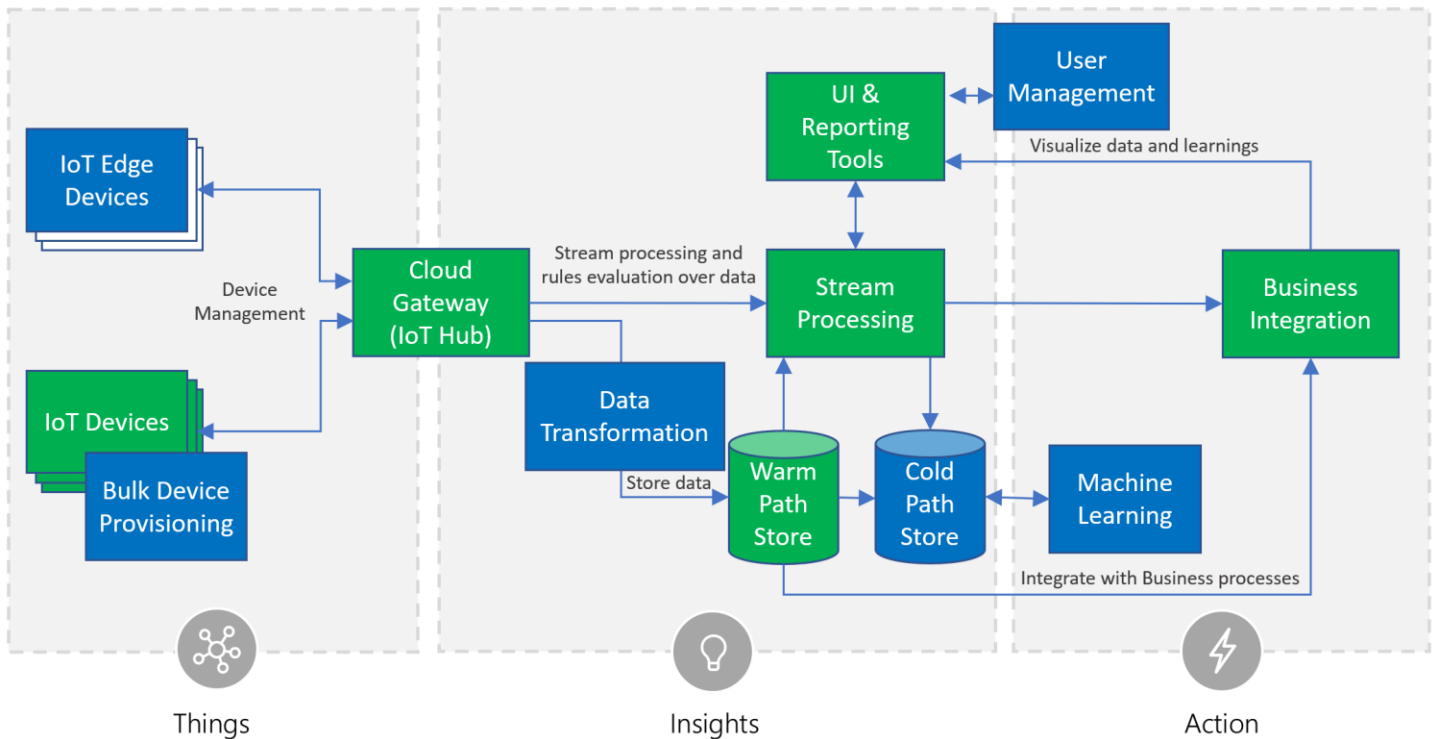 IoT Edge
Devices
Device
Management
IoT Devices
Bulk Device
Provisioning
Cloud
Gateway
(IoT Hub)
Stream processing and
rules evaluation over data
Data
Transformation
Store data
UI &
Reporting
Tools
Stream
Processing
Warm
Path
Store
Cold
Path
Store
User
Management
Visualize data and learnings
Business
Integration
Machine
Learning
Integrate with Business processes
Things
Insights
Action